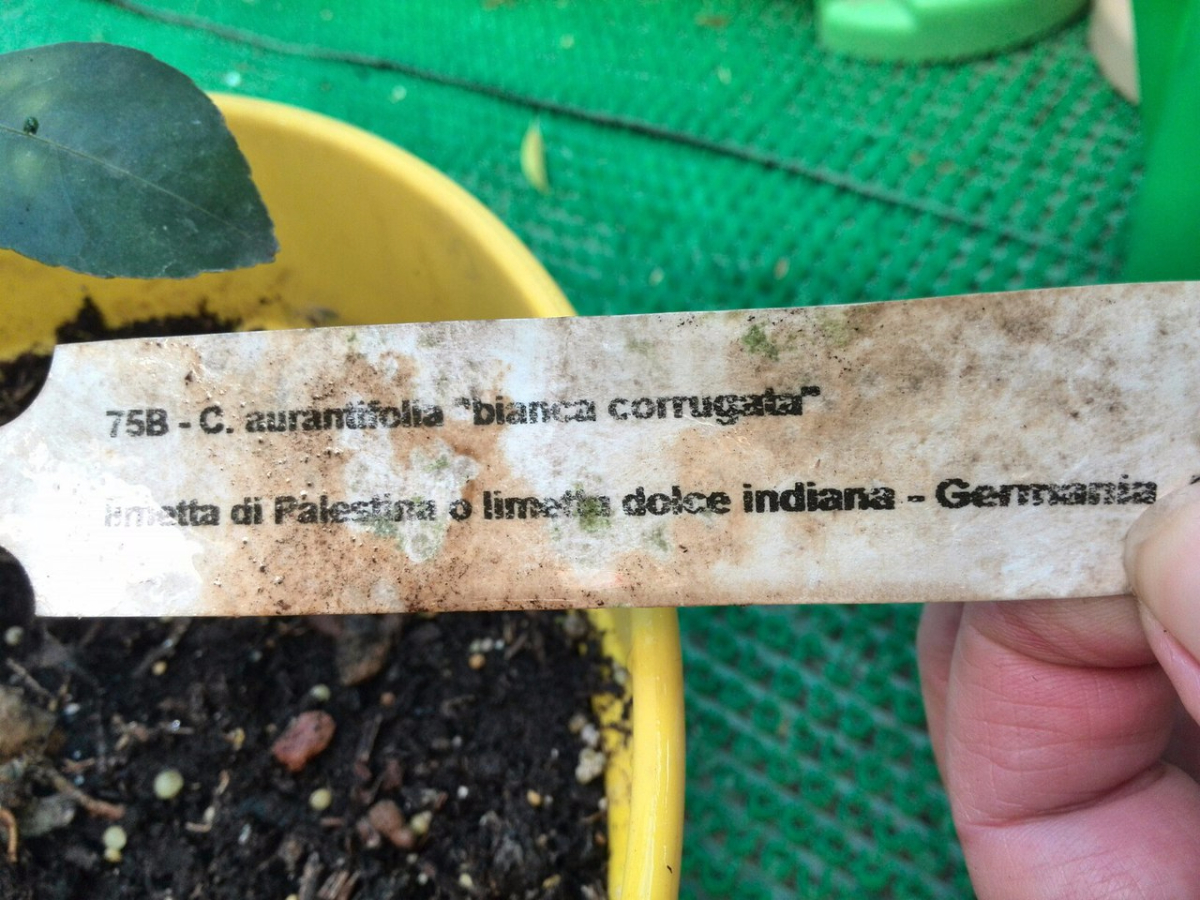 75B - C. aurantifolia "bianca corrugata"
limetta di Palestina o limetta dolce indiana - Germania